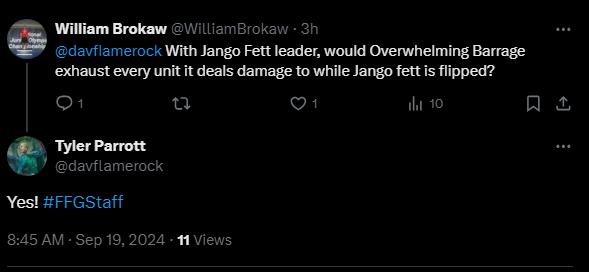 William Brokaw @WilliamBrokaw · 3h
@davflamerock With Jango Fett leader, would Overwhelming Barrage
exhaust every unit it deals damage to while Jango fett is flipped?
1 1 10
Tyler Parrott
@davflamerock
Yes! #FFGStaff
8:45 AM · Sep 19, 2024 · 11 Views